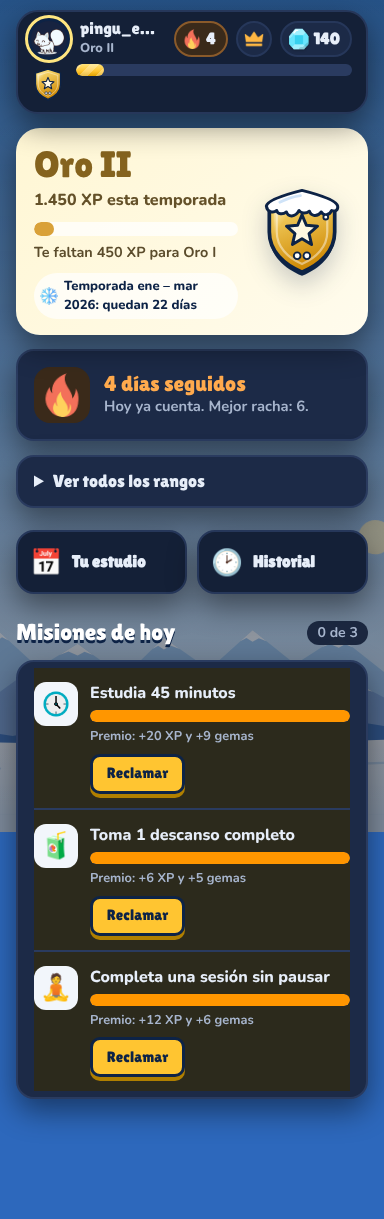 pingu_e...
Oro II
4
140
Oro II
1.450 XP esta temporada
Te faltan 450 XP para Oro I
Temporada ene – mar
2026: quedan 22 días
4 días seguidos
Hoy ya cuenta. Mejor racha: 6.
Ver todos los rangos
Tu estudio
Historial
Misiones de hoy
0 de 3
Estudia 45 minutos
Premio: +20 XP y +9 gemas
Reclamar
Toma 1 descanso completo
Premio: +6 XP y +5 gemas
Reclamar
Completa una sesión sin pausar
Premio: +12 XP y +6 gemas
Reclamar